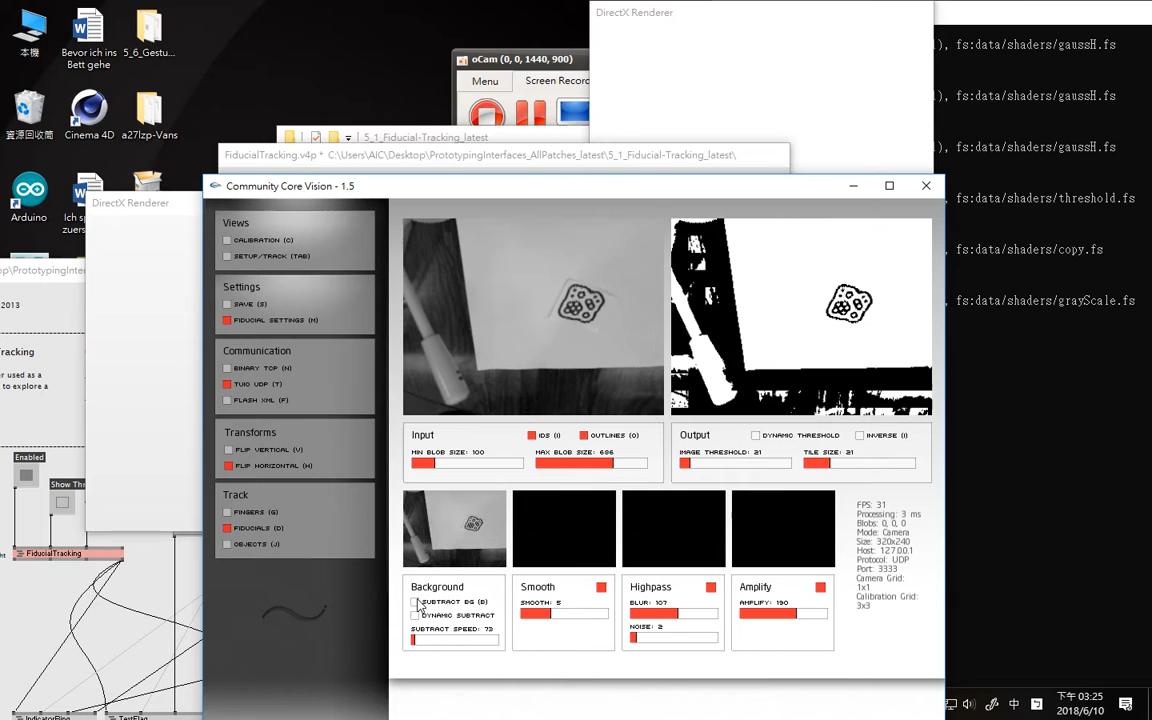 本機
Bevor ich ins
Bett gehe
5_6_Gestu...
資源回收筒
Cinema 4D
a27lzp-Vans
Arduino
oCam (0, 0, 1440, 900)
Menu
Screen Recor
DirectX Renderer
), fs:data/shaders/gaussH.fs
), fs:data/shaders/gaussH.fs
), fs:data/shaders/gaussH.fs
, fs:data/shaders/threshold.fs
, fs:data/shaders/copy.fs
, fs:data/shaders/grayScale.fs
5_1_Fiducial-Tracking_latest
FiducialTracking.v4p * C:\Users\AIC\Desktop\PrototypingInterfaces_AllPatches_latest\5_1_Fiducial-Tracking_latest\
DirectX Renderer
op\PrototypingInterfa
2013
Tracking
er used as a
to explore a
Enabled
Show Thr
FiducialTracking
TestFlag
Community Core Vision - 1.5
Views
CALIBRATION (C)
SETUP/TRACK (TAB)
Settings
SAVE (S)
FIDUCIAL SETTINGS (M)
Communication
BINARY TCP (N)
TUIO UDP (T)
FLASH XML (F)
Transforms
FLIP VERTICAL (V)
FLIP HORIZONTAL (H)
Track
FINGERS (G)
FIDUCIALS (D)
OBJECTS (J)
Input
IDS (I)
OUTLINES (O)
MIN BLOB SIZE: 100
MAX BLOB SIZE: 686
Output
DYNAMIC THRESHOLD
INVERSE (I)
IMAGE THRESHOLD: 21
TILE SIZE: 21
Background
SUBTRACT BG (B)
DYNAMIC SUBTRACT
SUBTRACT SPEED: 73
Smooth
SMOOTH: 5
Highpass
BLUR: 107
NOISE: 2
Amplify
AMPLIFY: 190
FPS: 31
Processing: 3 ms
Blobs: 0, 0, 0
Mode: Camera
Size: 320x240
Host: 127.0.0.1
Protocol: UDP
Port: 3333
Camera Grid:
1x1
Calibration Grid:
3x3
中
下午 03:25
2018/6/10